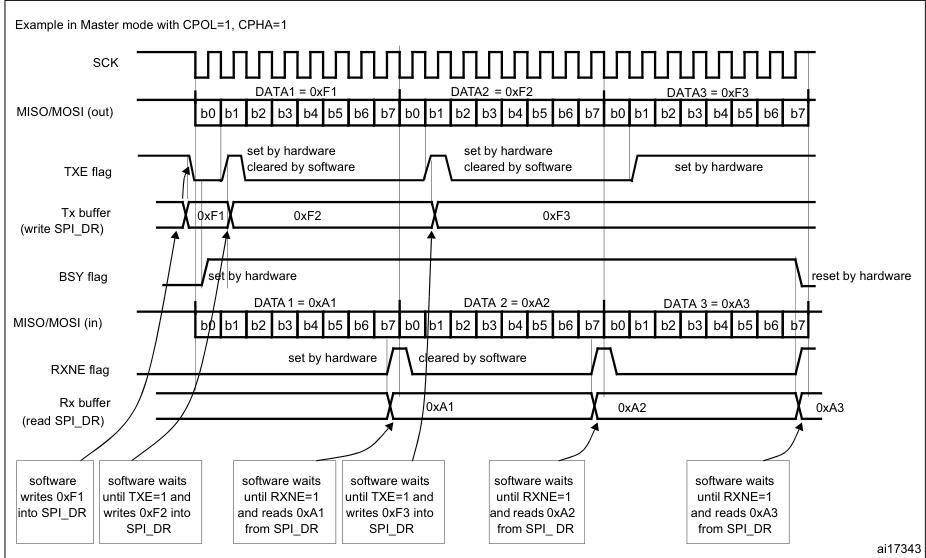 Example in Master mode with CPOL=1, CPHA=1
SCK
DATA1 = 0xF1
DATA2 = 0xF2
DATA3 = 0xF3
MISO/MOSI (out)
b0 b1 b2 b3 b4 b5 b6 b7 b0 b1 b2 b3 b4 b5 b6 b7 b0 b1 b2 b3 b4 b5 b6 b7
TXE flag
set by hardware
cleared by software
set by hardware
cleared by software
set by hardware
Tx buffer
(write SPI_DR)
0xF1
0xF2
0xF3
BSY flag
set by hardware
reset by hardware
DATA 1 = 0xA1
DATA 2 = 0xA2
DATA 3 = 0xA3
MISO/MOSI (in)
b0 b1 b2 b3 b4 b5 b6 b7 b0 b1 b2 b3 b4 b5 b6 b7 b0 b1 b2 b3 b4 b5 b6 b7
RXNE flag
set by hardware
cleared by software
Rx buffer
(read SPI_DR)
0xA1
0xA2
0xA3
software
writes 0xF1
into SPI_DR
software waits
until TXE=1 and
writes 0xF2 into
SPI_DR
software waits
until RXNE=1
and reads 0xA1
from SPI_DR
software waits
until TXE=1 and
writes 0xF3 into
SPI_DR
software waits
until RXNE=1
and reads 0xA2
from SPI_DR
software waits
until RXNE=1
and reads 0xA3
from SPI_DR
ai17343